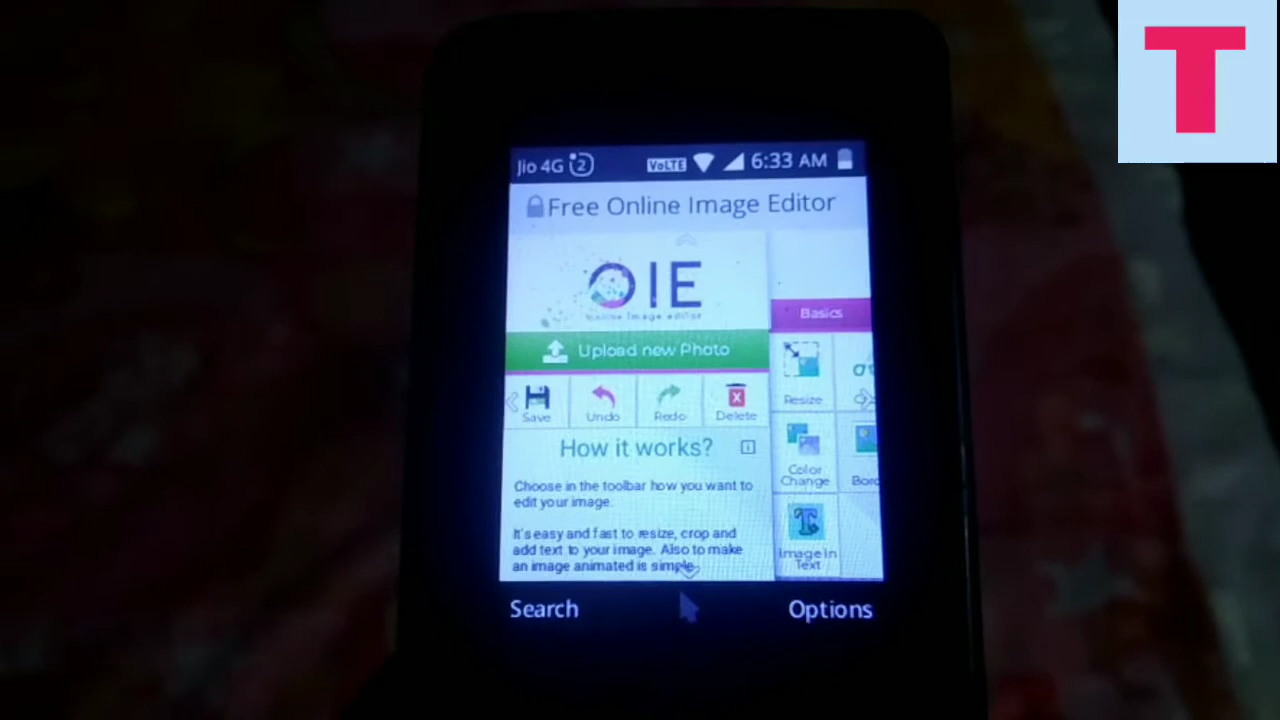 T
Jio 4G 2 VoLTE 6:33 AM
Free Online Image Editor
OIE
online image editor
Upload new Photo
Basics
Save
Undo
Redo
Delete
Resize
How it works?
Color
Change
Choose in the toolbar how you want to
edit your image.
It's easy and fast to resize, crop and
add text to your image. Also to make
an image animated is simple.
Image in
Text
Search
Options